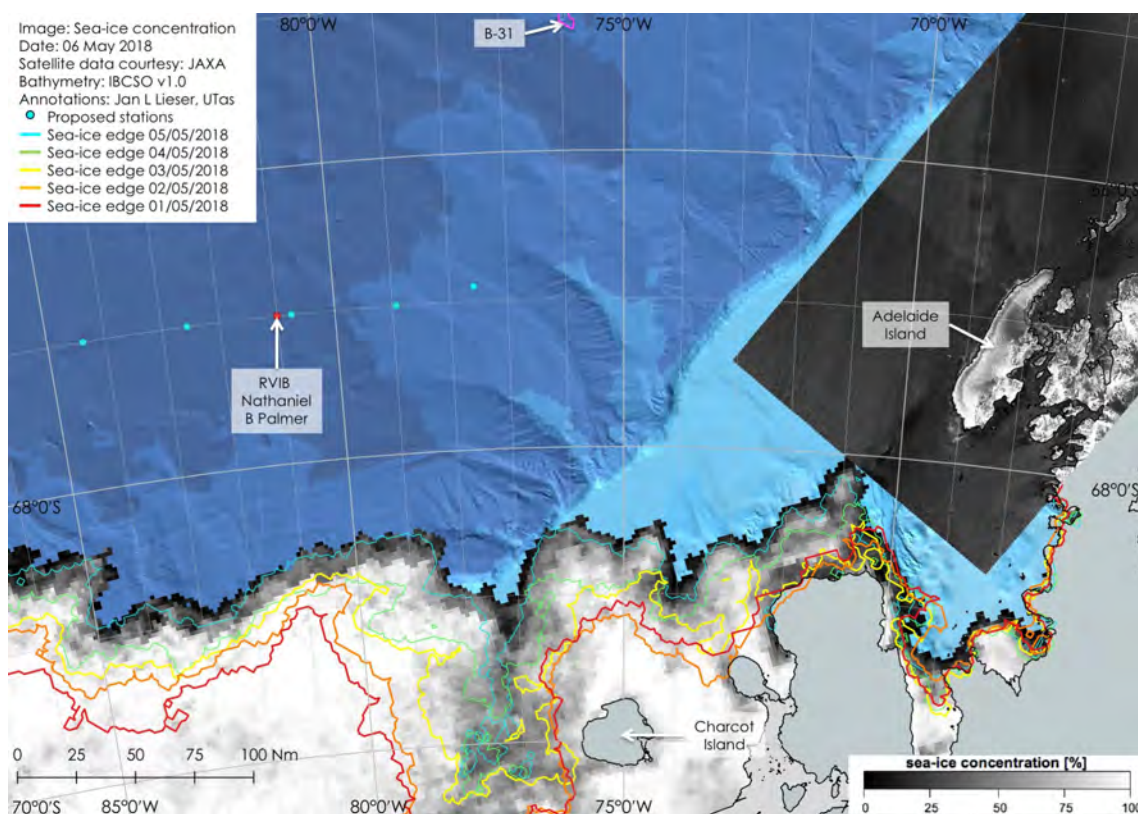 Image: Sea-ice concentration
Date: 06 May 2018
Satellite data courtesy: JAXA
Bathymetry: IBCSO v1.0
Annotations: Jan L Lieser, UTas
Proposed stations
Sea-ice edge 05/05/2018
Sea-ice edge 04/05/2018
Sea-ice edge 03/05/2018
Sea-ice edge 02/05/2018
Sea-ice edge 01/05/2018
80°0'W
75°0'W
70°0'W
B-31
Adelaide
Island
RVIB
Nathaniel
B Palmer
68°0'S
68°0'S
Charcot
Island
0 50 100 Nm
70°0'S
85°0'W
80°0'W
75°0'W
sea-ice concentration [%]
0 25 50 75 100